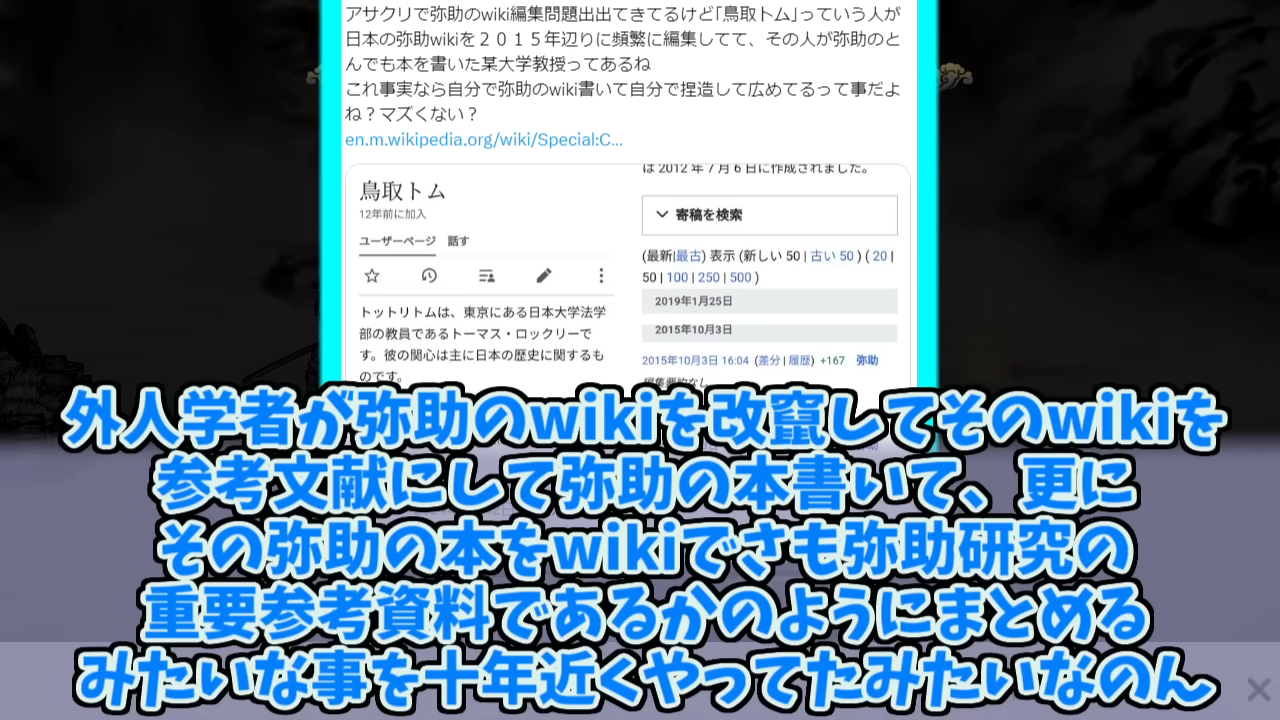 アサクリで弥助のwiki編集問題出出てきてるけど「鳥取トム」っていう人が
日本の弥助wikiを２０１５年辺りに頻繁に編集してて、その人が弥助のと
んでも本を書いた某大学教授ってあるね
これ事実なら自分で弥助のwiki書いて自分で捏造して広めてるって事だよ
ね？マズくない？
en.m.wikipedia.org/wiki/Special:C...
鳥取トム
12年前に加入
ユーザーページ 話す
トットリトムは、東京にある日本大学法学
部の教員であるトーマス・ロックリーで
す。彼の関心は主に日本の歴史に関するも
のです。
は 2012 年 7 月 6 日に作成されました。
寄稿を検索
(最新|最古) 表示 (新しい 50 | 古い 50 ) ( 20 |
50 | 100 | 250 | 500 )
2019年1月25日
2015年10月3日
2015年10月3日 16:04 (差分 | 履歴) +167 弥助
編集要約なし
外人学者が弥助のwikiを改竄してそのwikiを
参考文献にして弥助の本書いて、更に
その弥助の本をwikiでさも弥助研究の
重要参考資料であるかのようにまとめる
みたいな事を十年近くやってたみたいなのん